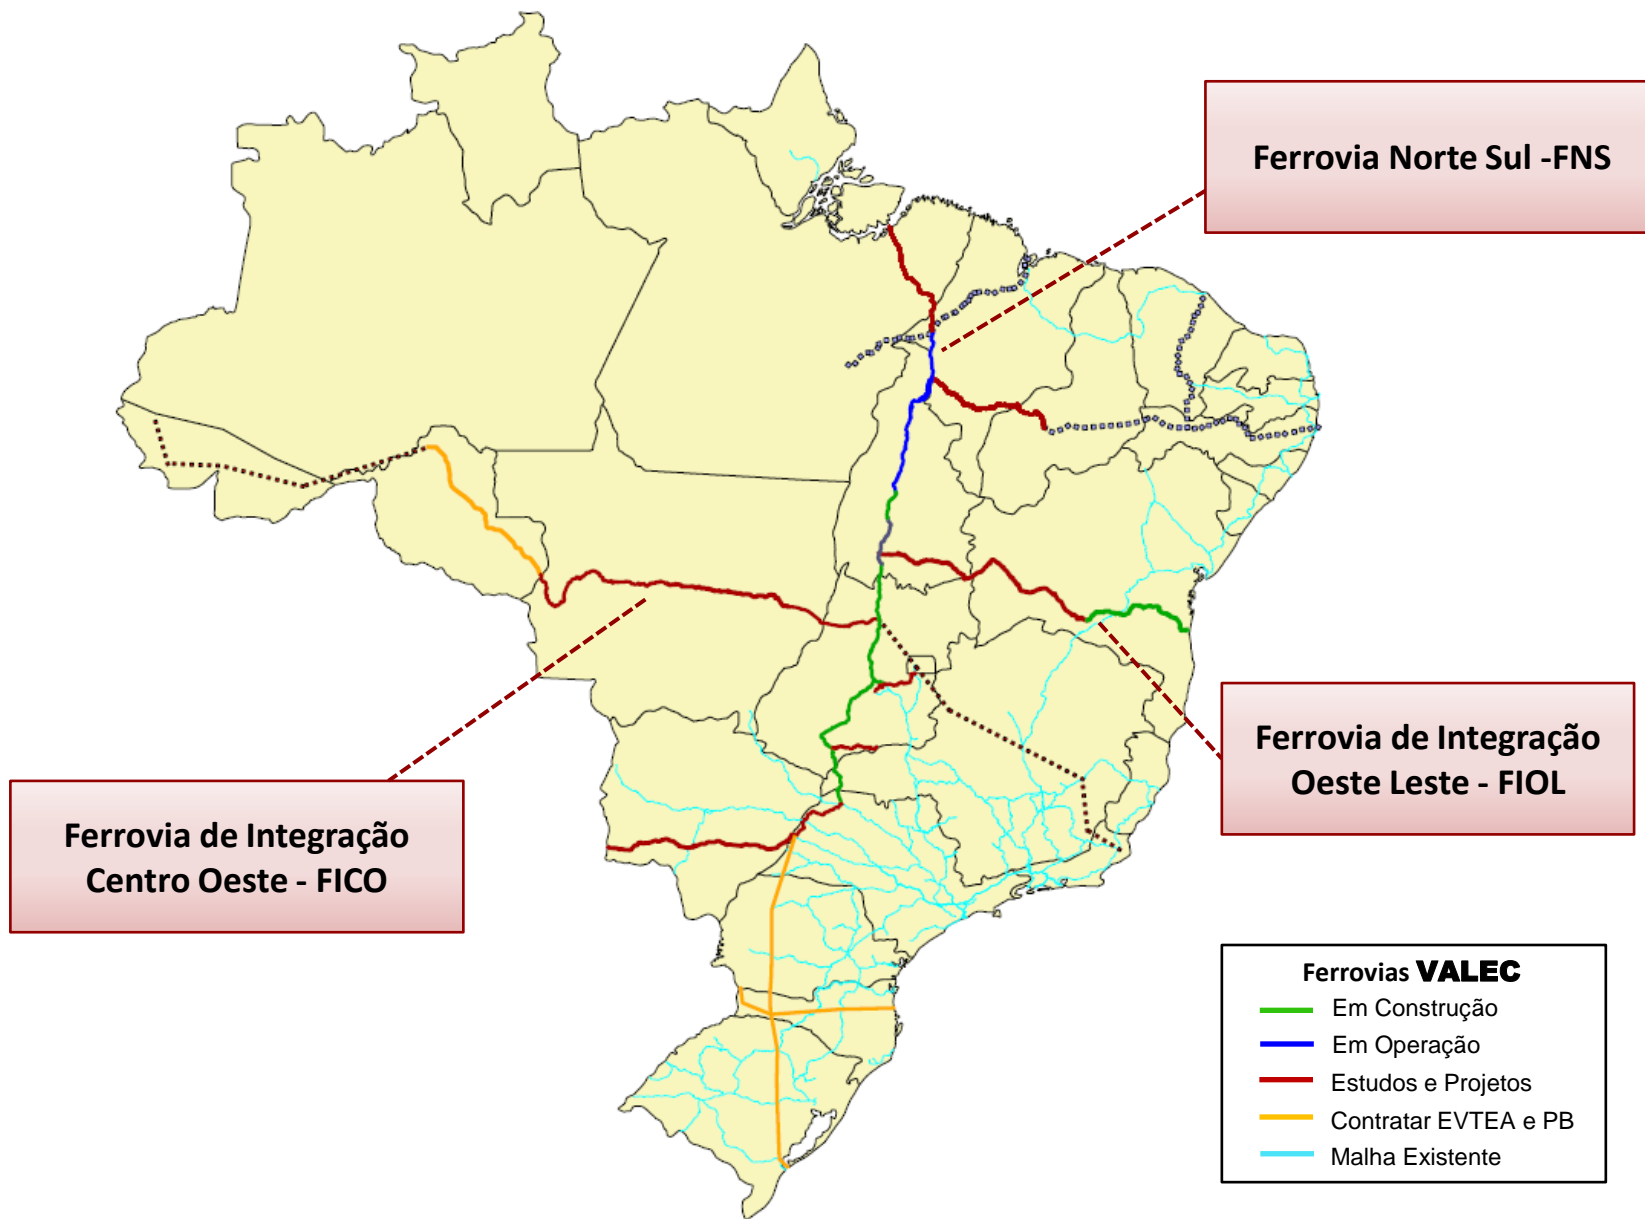 Ferrovia Norte Sul -FNS
Ferrovia de Integração
Oeste Leste - FIOL
Ferrovia de Integração
Centro Oeste - FICO
Ferrovias VALEC
Em Construção
Em Operação
Estudos e Projetos
Contratar EVTEA e PB
Malha Existente